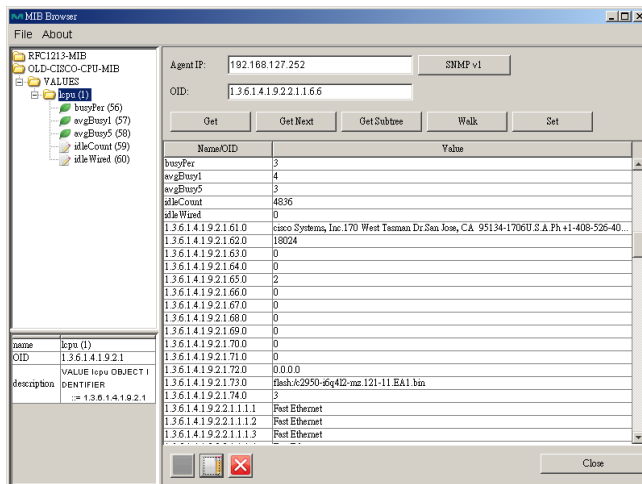 MIB Browser
File About
RFC1213-MIB
OLD-CISCO-CPU-MIB
VALUES
lcpu (1)
busyPer (56)
avgBusy1 (57)
avgBusy5 (58)
idleCount (59)
idleWired (60)
name lcpu (1)
OID 1.3.6.1.4.1.9.2.1
description VALUE lcpu OBJECT I
DENTIFIER
::= 1.3.6.1.4.1.9.2.1
Agent IP: 192.168.127.252 SNMP v1
OID: 1.3.6.1.4.1.9.2.2.1.1.6.6
Get Get Next Get Subtree Walk Set
Name/OID Value
busyPer 3
avgBusy1 4
avgBusy5 3
idleCount 4836
idleWired 0
1.3.6.1.4.1.9.2.1.61.0 cisco Systems, Inc.170 West Tasman Dr.San Jose, CA 95134-1706U.S.A.Ph +1-408-526-40...
1.3.6.1.4.1.9.2.1.62.0 18024
1.3.6.1.4.1.9.2.1.63.0 0
1.3.6.1.4.1.9.2.1.64.0 0
1.3.6.1.4.1.9.2.1.65.0 2
1.3.6.1.4.1.9.2.1.66.0 0
1.3.6.1.4.1.9.2.1.67.0 0
1.3.6.1.4.1.9.2.1.68.0 0
1.3.6.1.4.1.9.2.1.69.0 0
1.3.6.1.4.1.9.2.1.70.0 0
1.3.6.1.4.1.9.2.1.71.0 0
1.3.6.1.4.1.9.2.1.72.0 0.0.0.0
1.3.6.1.4.1.9.2.1.73.0 flash:/c2950-i6q4l2-mz.121-11.EA1.bin
1.3.6.1.4.1.9.2.1.74.0 3
1.3.6.1.4.1.9.2.2.1.1.1.1 Fast Ethernet
1.3.6.1.4.1.9.2.2.1.1.1.2 Fast Ethernet
1.3.6.1.4.1.9.2.2.1.1.1.3 Fast Ethernet
Close